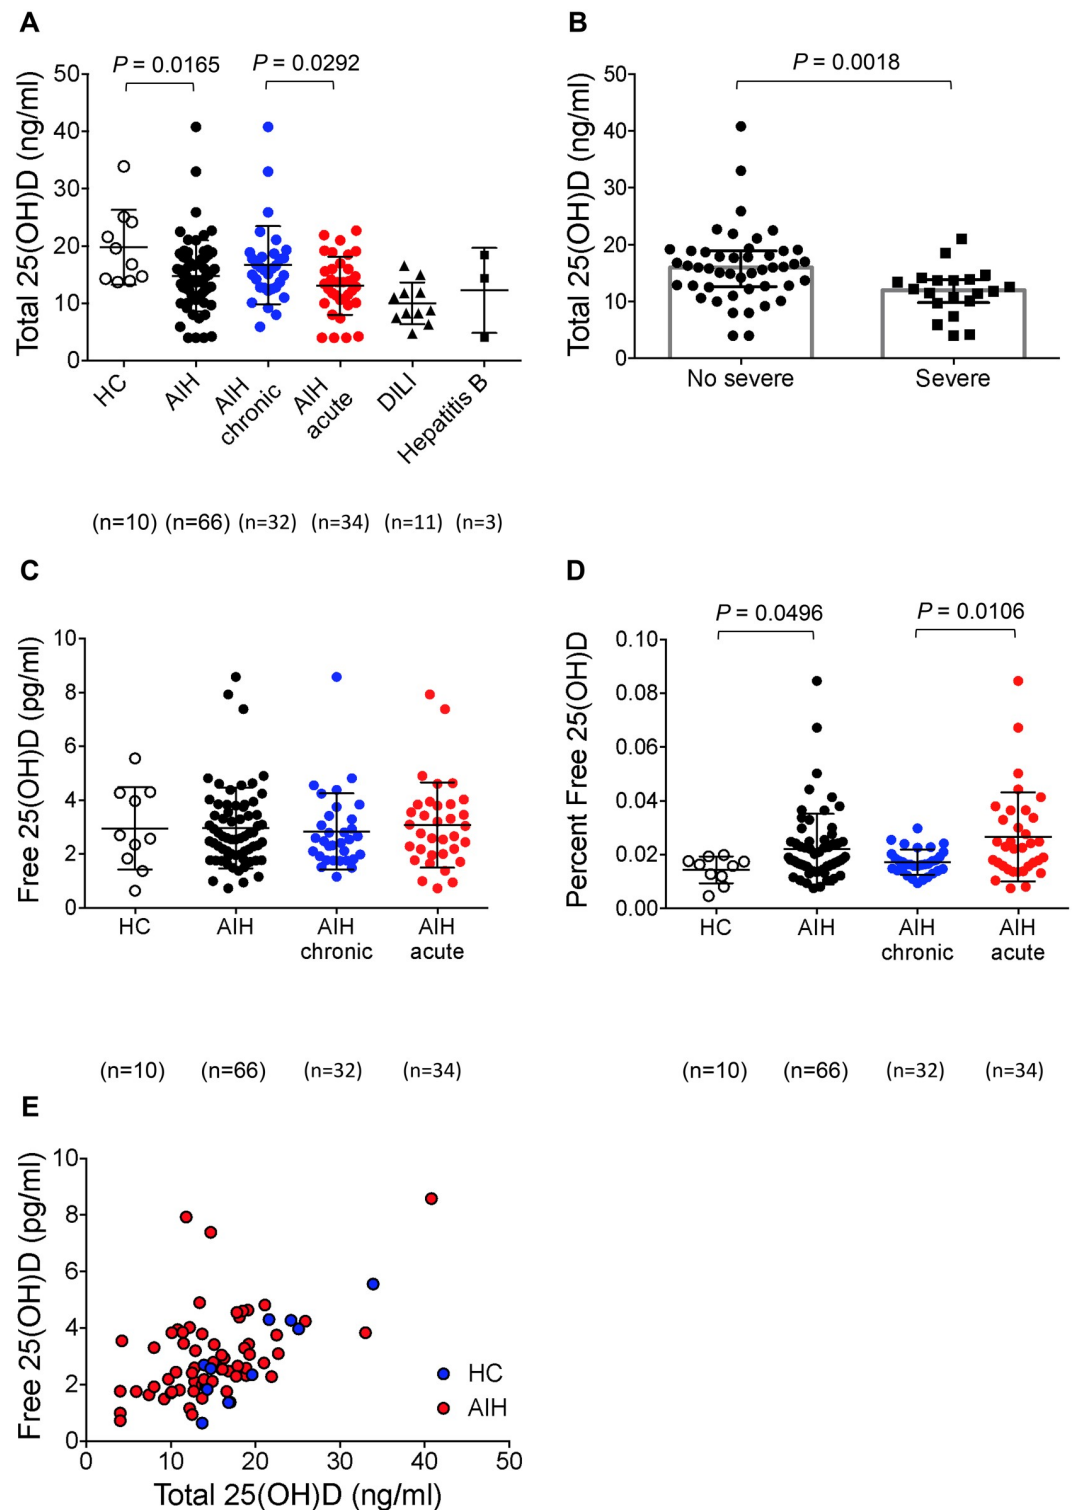 A
P = 0.0165
P = 0.0292
Total 25(OH)D (ng/ml)
50
40
30
20
10
0
HC
AIH
AIH
chronic
AIH
acute
DILI
Hepatitis B
(n=10) (n=66) (n=32) (n=34) (n=11) (n=3)
B
P = 0.0018
Total 25(OH)D (ng/ml)
50
40
30
20
10
0
No severe
Severe
C
Free 25(OH)D (pg/ml)
10
8
6
4
2
0
HC
AIH
AIH
chronic
AIH
acute
(n=10) (n=66) (n=32) (n=34)
D
P = 0.0496
P = 0.0106
Percent Free 25(OH)D
0.10
0.08
0.06
0.04
0.02
0.00
HC
AIH
AIH
chronic
AIH
acute
(n=10) (n=66) (n=32) (n=34)
E
Free 25(OH)D (pg/ml)
10
8
6
4
2
0
HC
AIH
0 10 20 30 40 50
Total 25(OH)D (ng/ml)